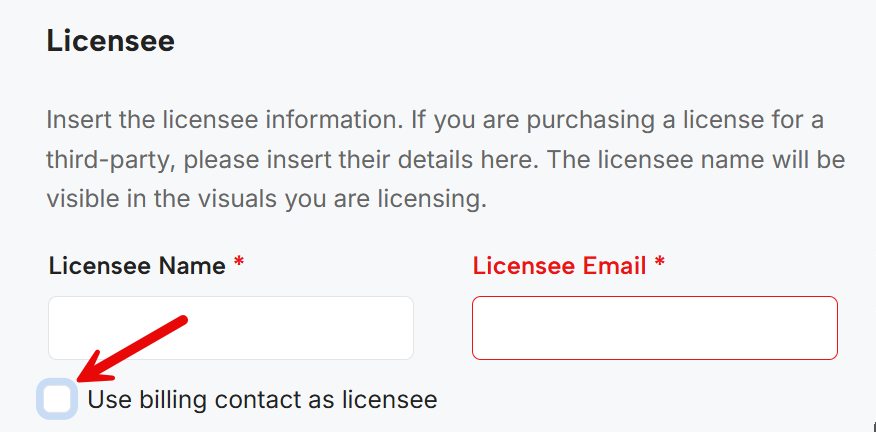 Licensee
Insert the licensee information. If you are purchasing a license for a
third-party, please insert their details here. The licensee name will be
visible in the visuals you are licensing.
Licensee Name * Licensee Email *
Use billing contact as licensee